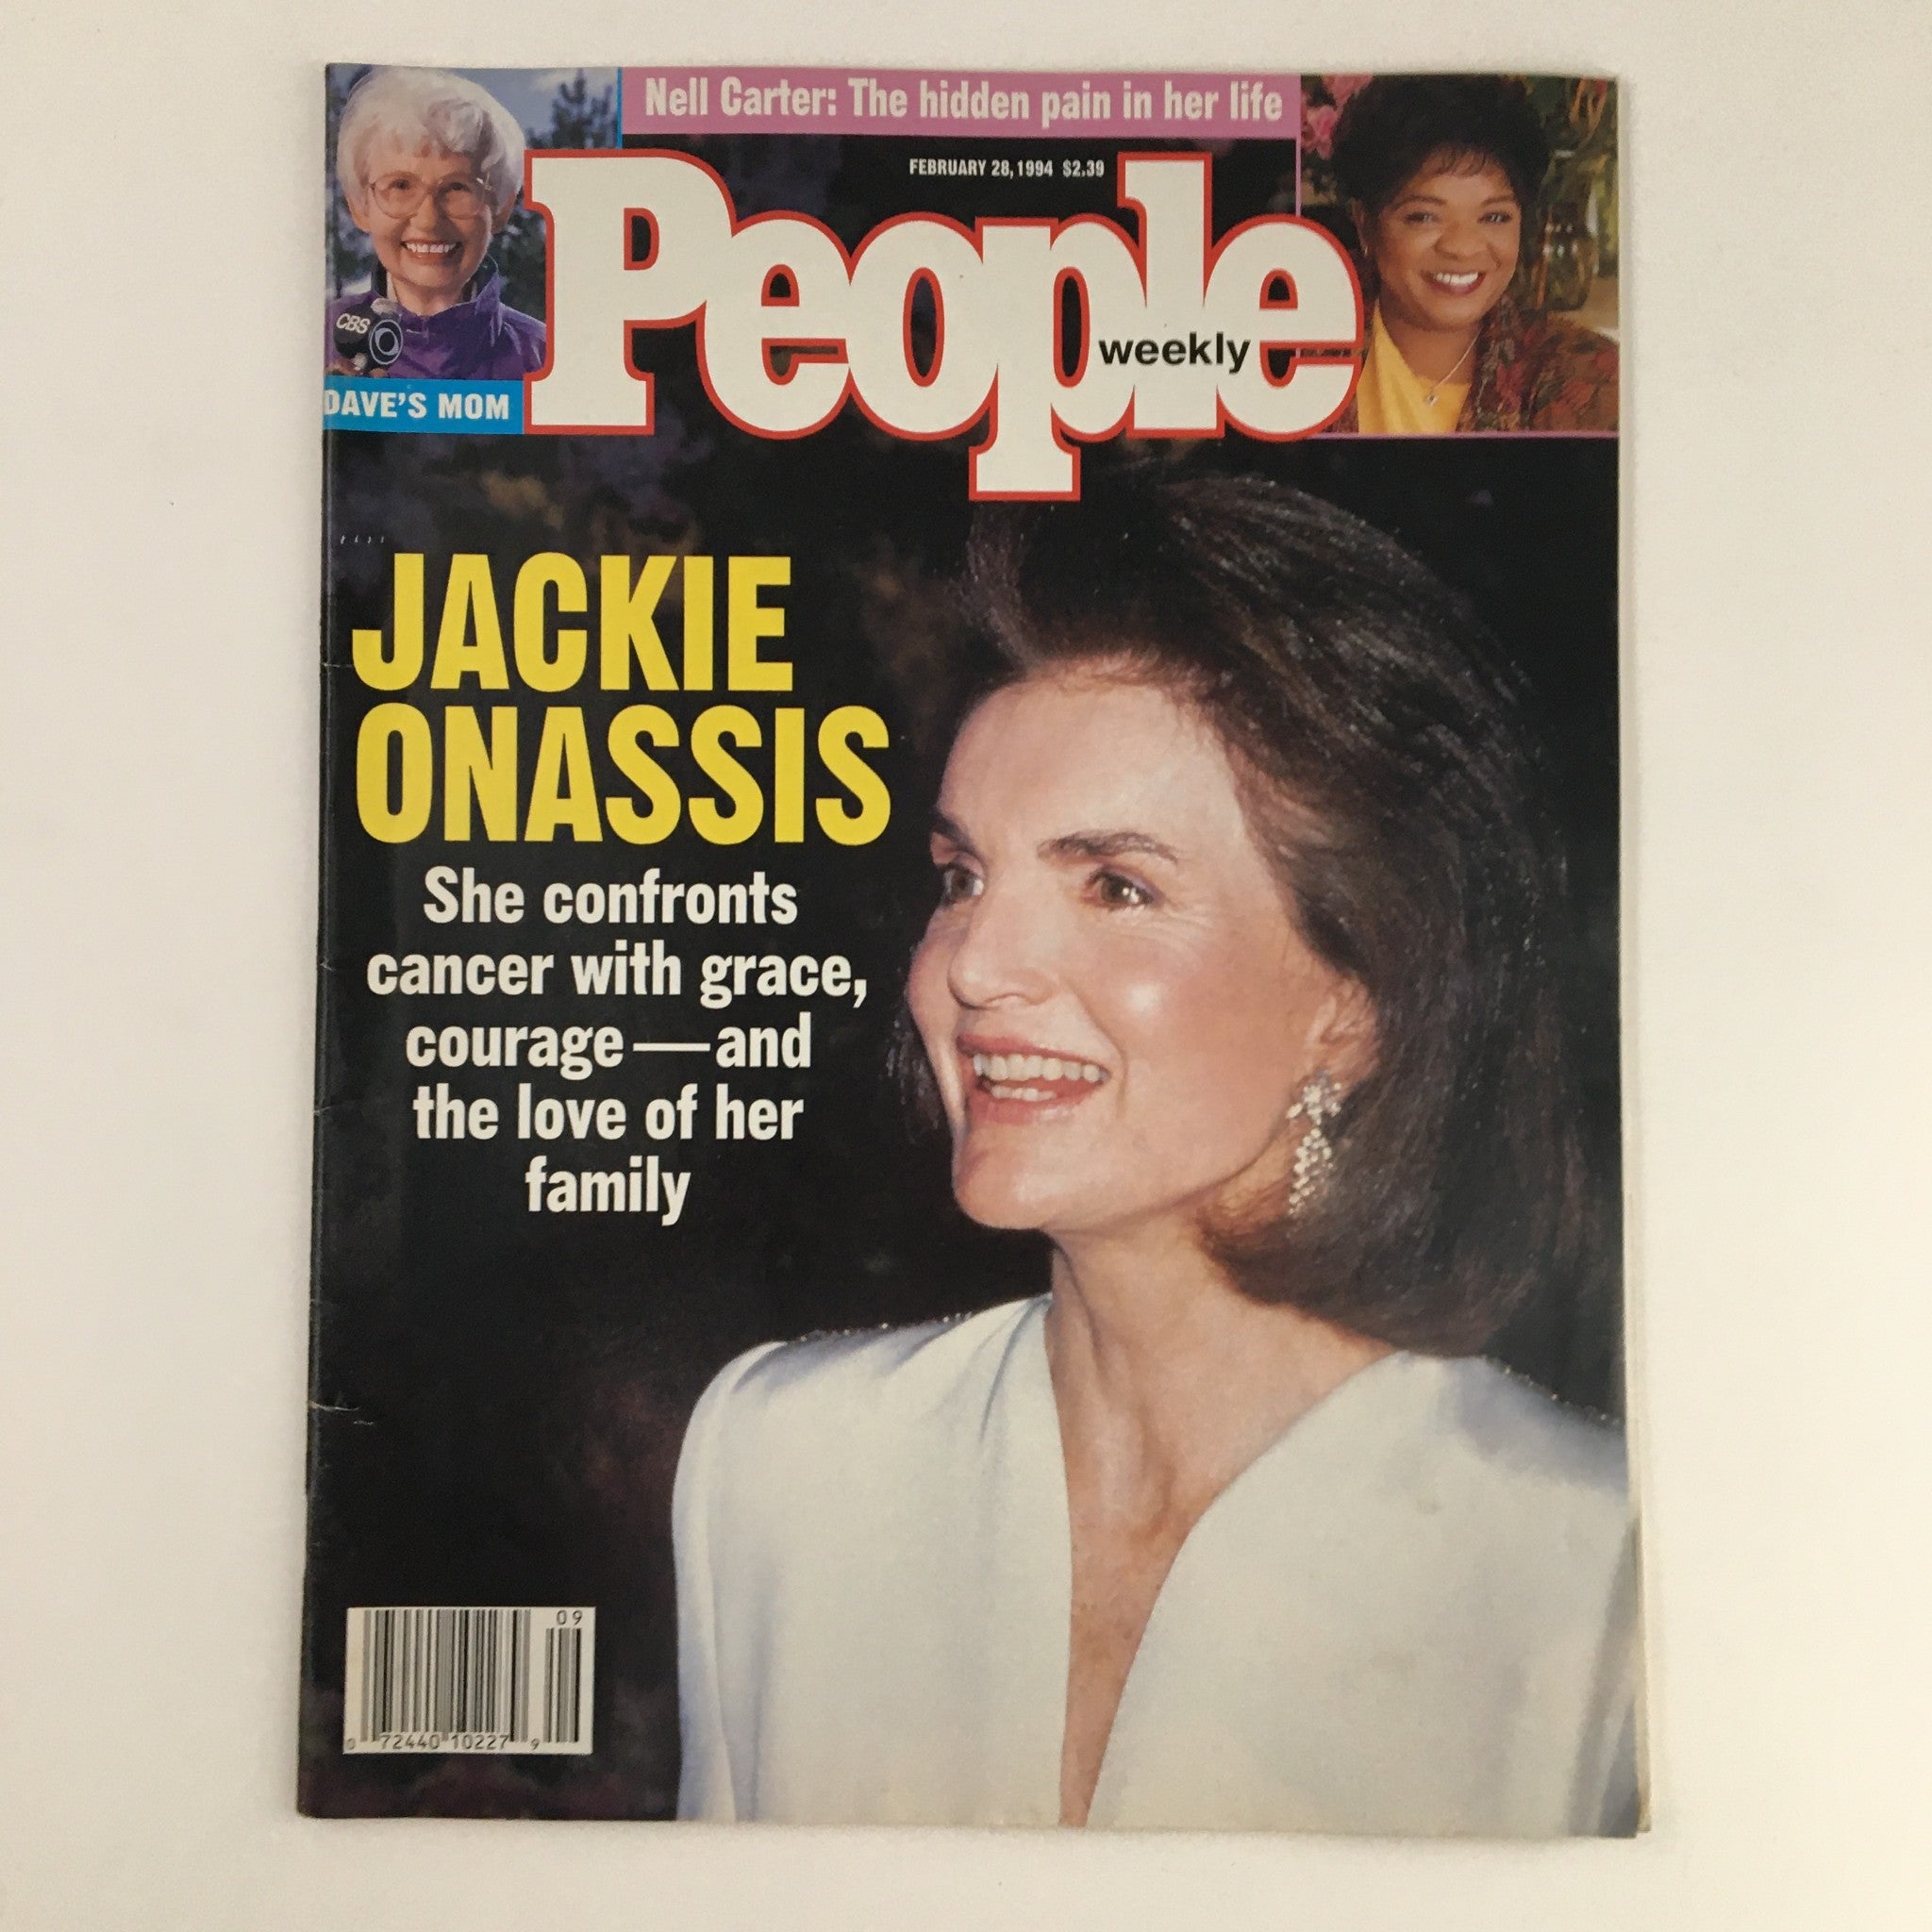 Nell Carter: The hidden pain in her life
FEBRUARY 28, 1994 $2.39
People
weekly
CBS
DAVE'S MOM
JACKIE
ONASSIS
She confronts
cancer with grace,
courage—and
the love of her
family
09
0 72440 10227 9